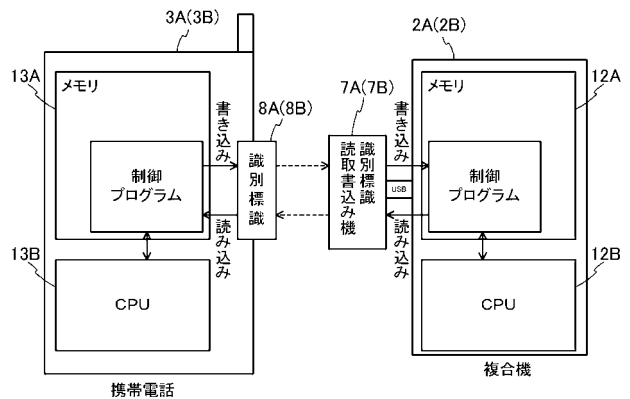 3A(3B)
13A
メモリ
書き込み
8A(8B)
識別標識
制御
プログラム
読み込み
13B
CPU
携帯電話
7A(7B)
識別標識
読取書込み機
USB
2A(2B)
書き込み
メモリ
12A
制御
プログラム
読み込み
CPU
12B
複合機